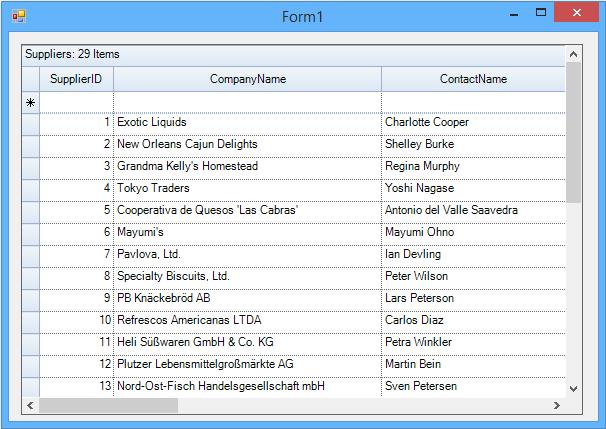 Form1
Suppliers: 29 Items
SupplierID CompanyName ContactName
1 Exotic Liquids Charlotte Cooper
2 New Orleans Cajun Delights Shelley Burke
3 Grandma Kelly's Homestead Regina Murphy
4 Tokyo Traders Yoshi Nagase
5 Cooperativa de Quesos 'Las Cabras' Antonio del Valle Saavedra
6 Mayumi's Mayumi Ohno
7 Pavlova, Ltd. Ian Devling
8 Specialty Biscuits, Ltd. Peter Wilson
9 PB Knäckebröd AB Lars Peterson
10 Refrescos Americanas LTDA Carlos Diaz
11 Heli Süßwaren GmbH & Co. KG Petra Winkler
12 Plutzer Lebensmittelgroßmärkte AG Martin Bein
13 Nord-Ost-Fisch Handelsgesellschaft mbH Sven Petersen